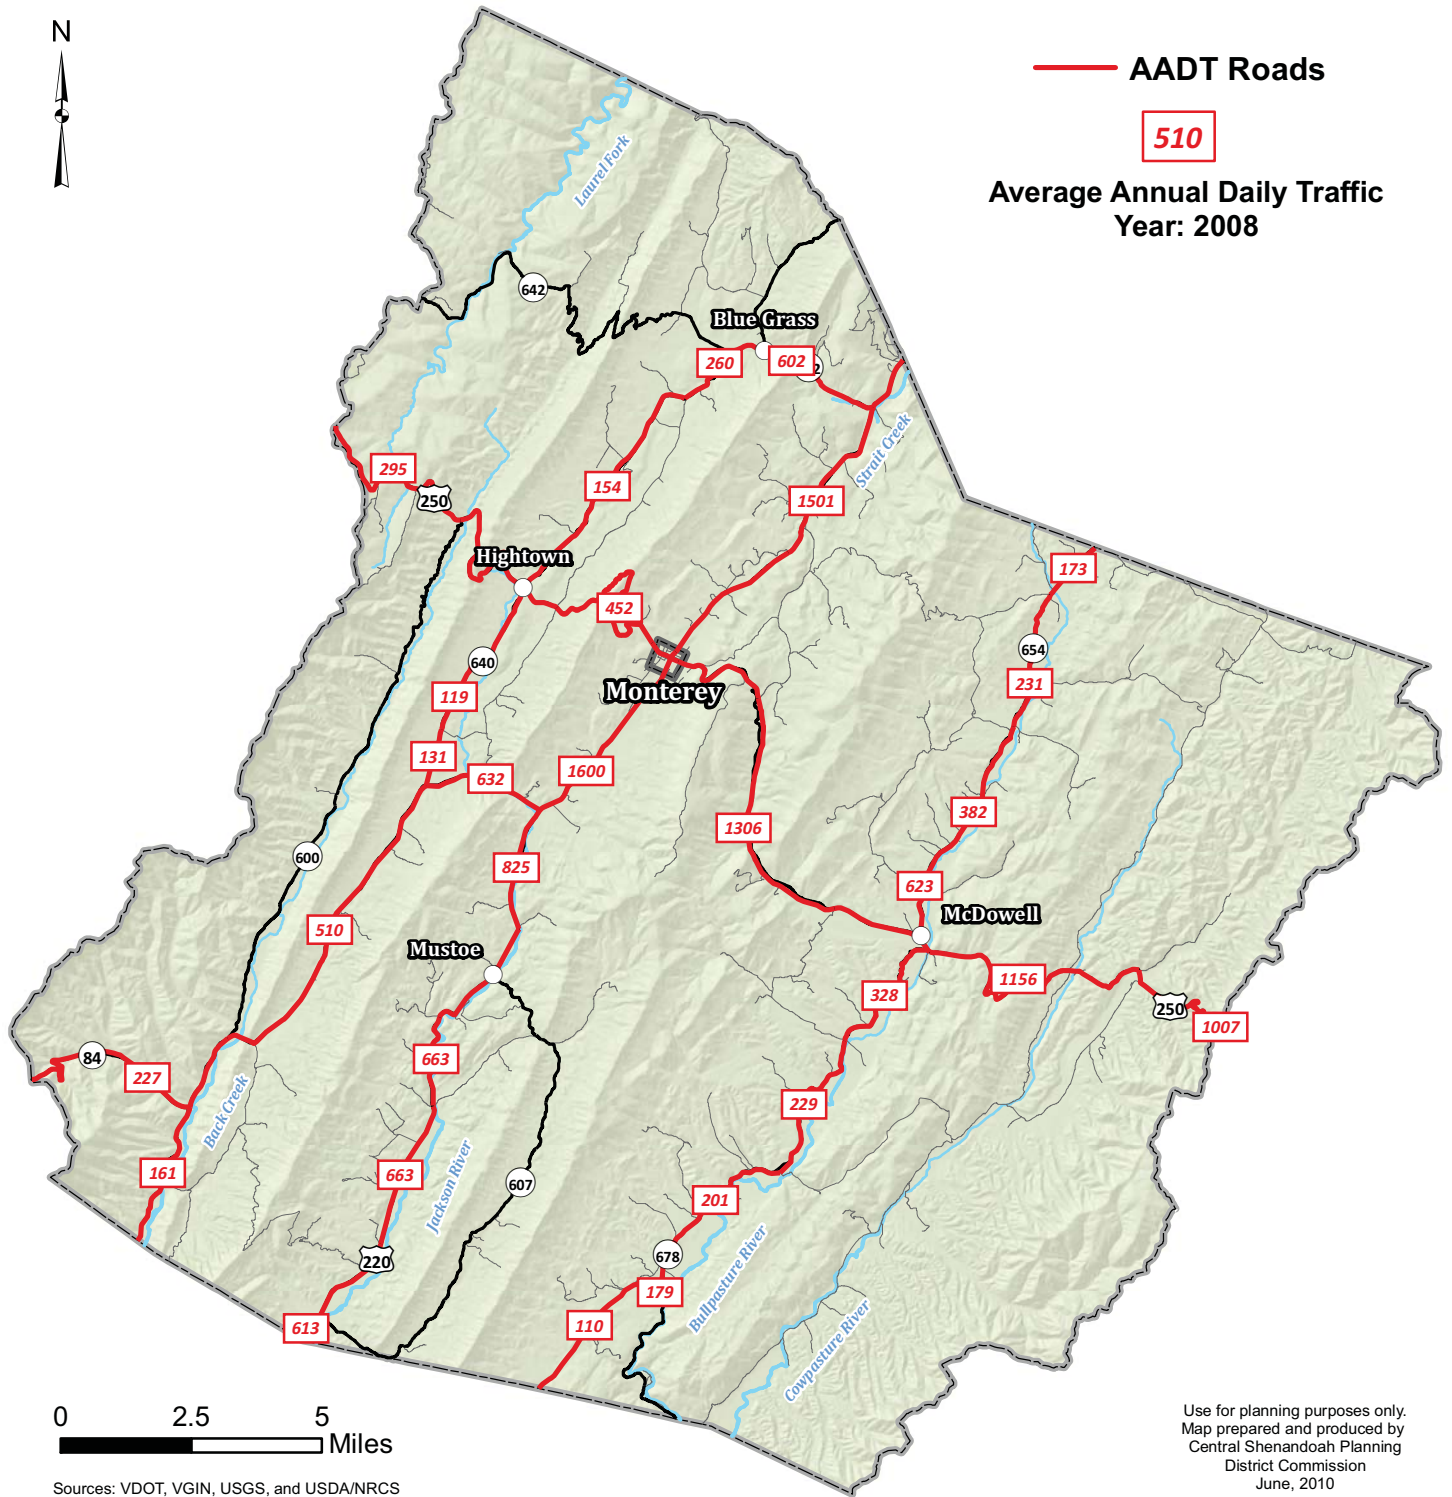 N
AADT Roads
510
Average Annual Daily Traffic
Year: 2008
Laurel Fork
642
Blue Grass
260
602
2
Strait Creek
295
250
154
1501
Hightown
452
173
654
640
231
Monterey
119
131
632
1600
382
1306
600
825
623
McDowell
510
Mustoe
328
1156
250
1007
84
663
227
229
Back Creek
161
663
Jackson River
607
201
678
220
Bullpasture River
179
613
110
Cowpasture River
0 2.5 5
Miles
Sources: VDOT, VGIN, USGS, and USDA/NRCS
Use for planning purposes only.
Map prepared and produced by
Central Shenandoah Planning
District Commission
June, 2010